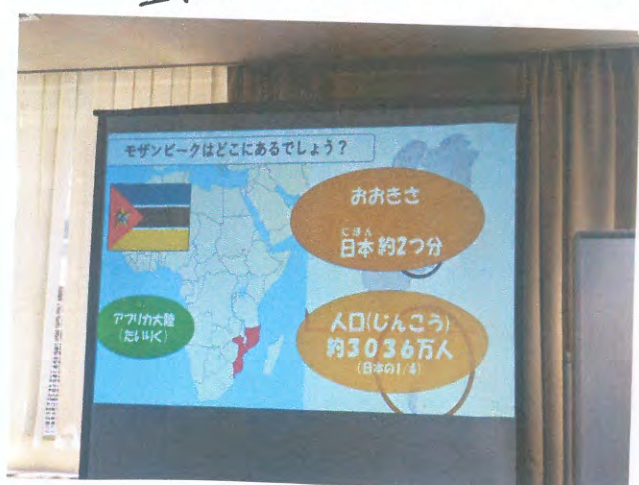 モザンビークはどこにあるでしょう？
おおきさ
にほん
日本 約2つ分
アフリカ大陸
(たいりく)
人口(じんこう)
約3036万人
(日本の1/4)